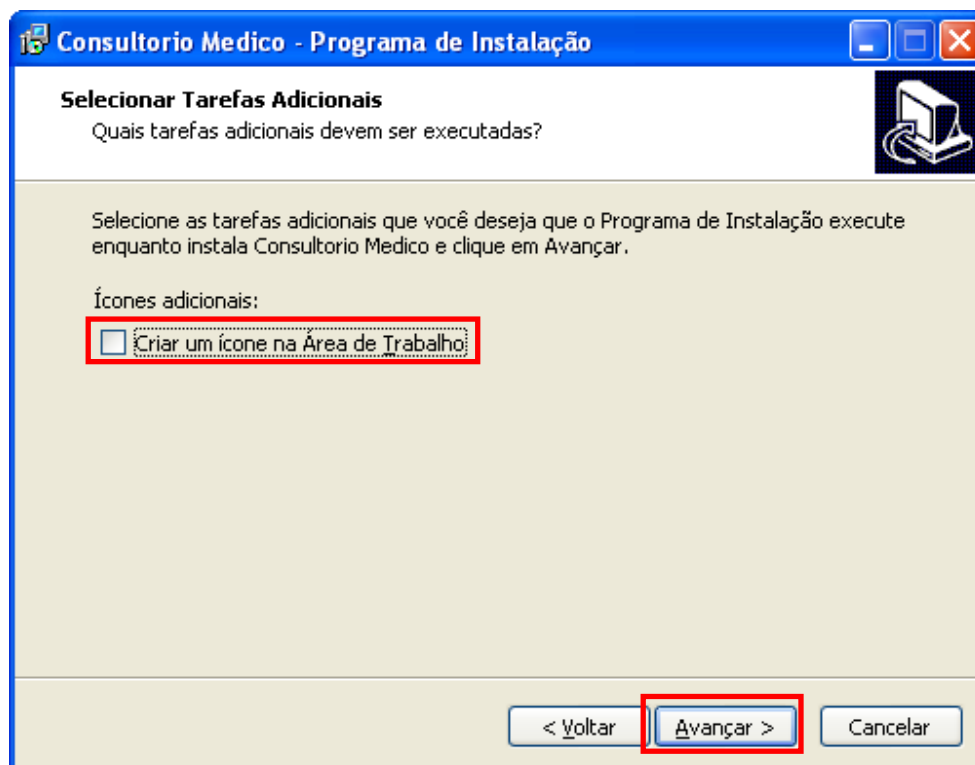 Consultorio Medico - Programa de Instalação
Selecionar Tarefas Adicionais
Quais tarefas adicionais devem ser executadas?
Selecione as tarefas adicionais que você deseja que o Programa de Instalação execute
enquanto instala Consultorio Medico e clique em Avançar.
Ícones adicionais:
Criar um ícone na Área de Trabalho
< Voltar
Avançar >
Cancelar